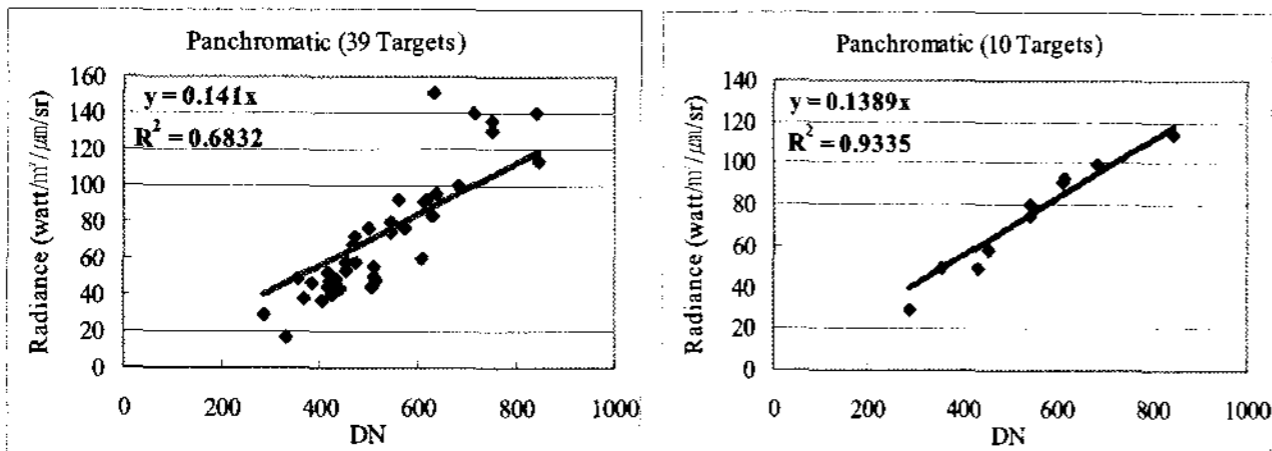 Panchromatic (39 Targets)
Radiance (watt/㎡/㎛/sr)
160
140
120
100
80
60
40
20
0
y = 0.141x
R² = 0.6832
0 200 400 600 800 1000
DN
Panchromatic (10 Targets)
Radiance (watt/㎡/㎛/sr)
140
120
100
80
60
40
20
0
y = 0.1389x
R² = 0.9335
0 200 400 600 800 1000
DN